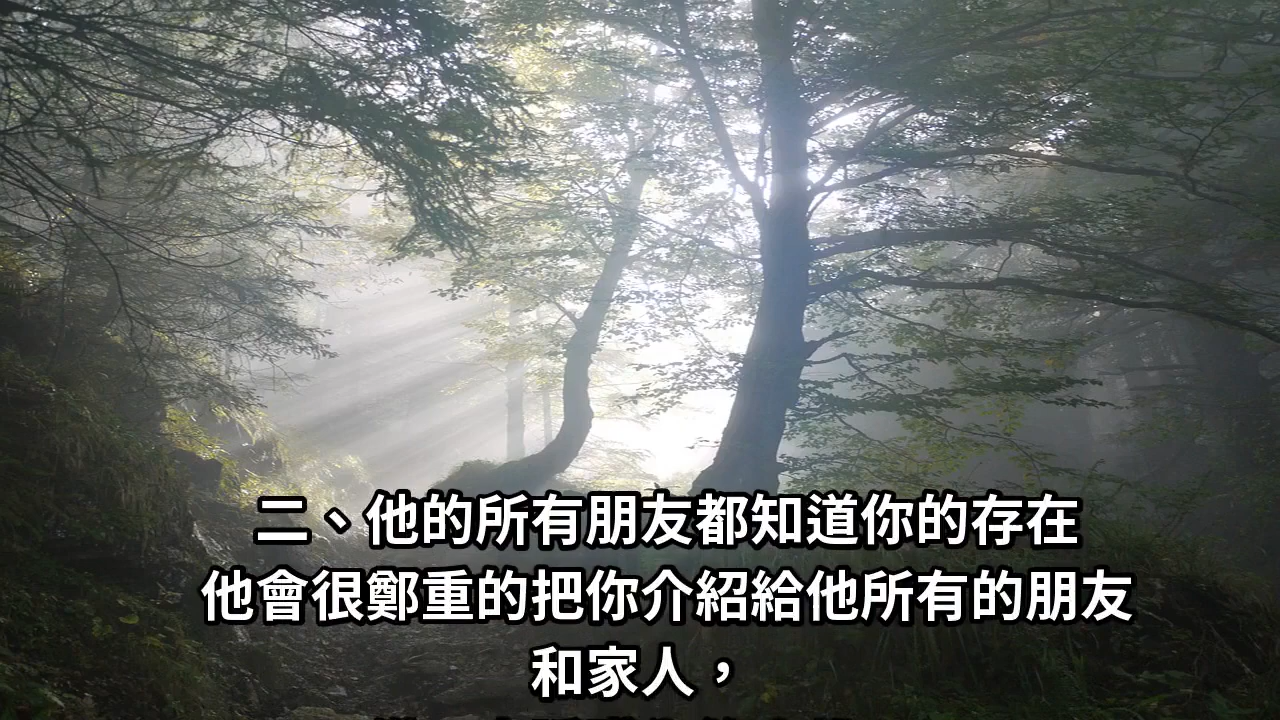 二、他的所有朋友都知道你的存在
他會很鄭重的把你介紹給他所有的朋友
和家人，